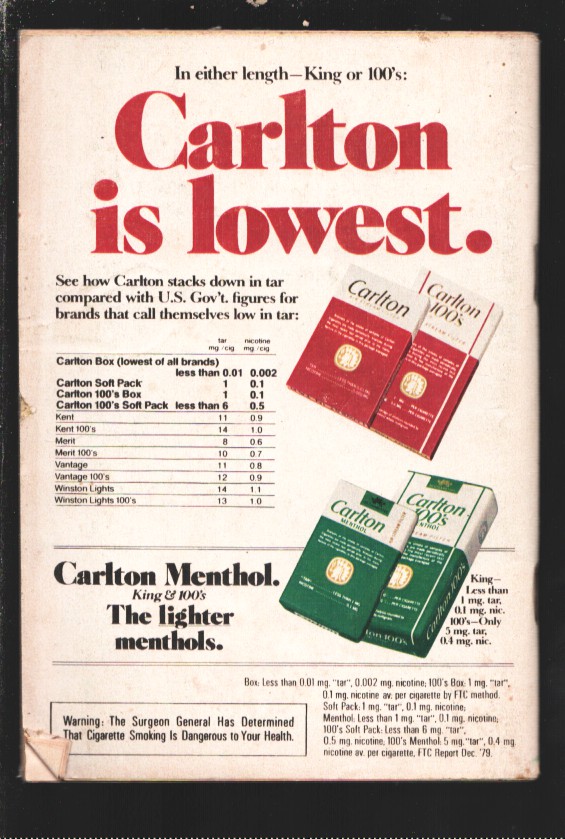 In either length—King or 100's:
Carlton
is lowest.
See how Carlton stacks down in tar
compared with U.S. Gov't. figures for
brands that call themselves low in tar:
tar nicotine
mg./cig. mg./cig.
Carlton Box (lowest of all brands)
less than 0.01 0.002
Carlton Soft Pack 1 0.1
Carlton 100's Box 1 0.1
Carlton 100's Soft Pack less than 6 0.5
Kent 11 0.9
Kent 100's 14 1.0
Merit 8 0.6
Merit 100's 10 0.7
Vantage 11 0.8
Vantage 100's 12 0.9
Winston Lights 14 1.1
Winston Lights 100's 13 1.0
Carlton
Carlton
100's
Carlton
MENTHOL
Carlton
100's
MENTHOL
Carlton 100's
Carlton Menthol.
King & 100's
The lighter
menthols.
King—
Less than
1 mg. tar,
0.1 mg. nic.
100's—Only
5 mg. tar,
0.4 mg. nic.
Box: Less than 0.01 mg. "tar", 0.002 mg. nicotine; 100's Box: 1 mg. "tar",
0.1 mg. nicotine av. per cigarette by FTC method.
Soft Pack: 1 mg. "tar", 0.1 mg. nicotine;
Menthol: Less than 1 mg. "tar", 0.1 mg. nicotine;
100's Soft Pack: Less than 6 mg. "tar",
0.5 mg. nicotine; 100's Menthol: 5 mg. "tar", 0.4 mg.
nicotine av. per cigarette, FTC Report Dec. '79.
Warning: The Surgeon General Has Determined
That Cigarette Smoking Is Dangerous to Your Health.